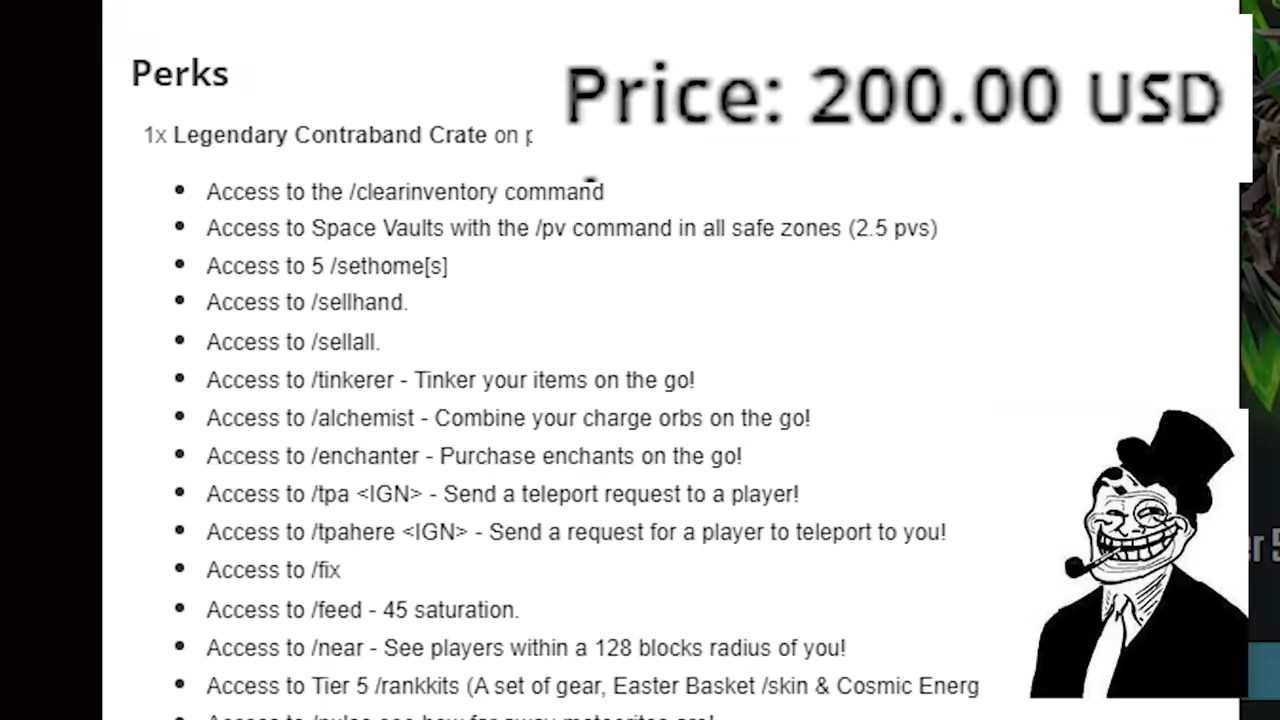 Perks
Price: 200.00 USD
1x Legendary Contraband Crate on
Access to the /clearinventory command
Access to Space Vaults with the /pv command in all safe zones (2.5 pvs)
Access to 5 /sethome[s]
Access to /sellhand.
Access to /sellall.
Access to /tinkerer - Tinker your items on the go!
Access to /alchemist - Combine your charge orbs on the go!
Access to /enchanter - Purchase enchants on the go!
Access to /tpa <IGN> - Send a teleport request to a player!
Access to /tpahere <IGN> - Send a request for a player to teleport to you!
Access to /fix
Access to /feed - 45 saturation.
Access to /near - See players within a 128 blocks radius of you!
Access to Tier 5 /rankkits (A set of gear, Easter Basket /skin & Cosmic Energ